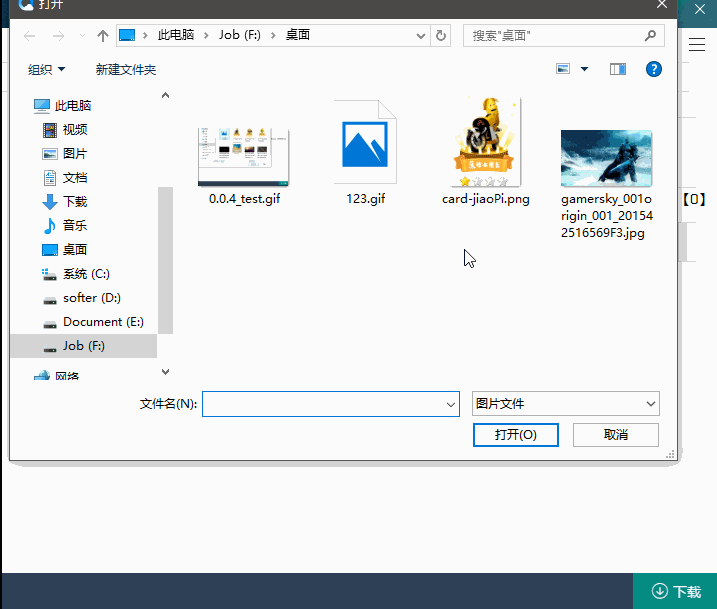 打开
此电脑 > Job (F:) > 桌面
搜索"桌面"
组织
新建文件夹
此电脑
视频
图片
文档
下载
音乐
桌面
系统 (C:)
softer (D:)
Document (E:)
Job (F:)
网络
0.0.4_test.gif
123.gif
card-jiaoPi.png
gamersky_001o
rigin_001_20154
2516569F3.jpg
【0】
文件名(N):
图片文件
打开(O)
取消
下载